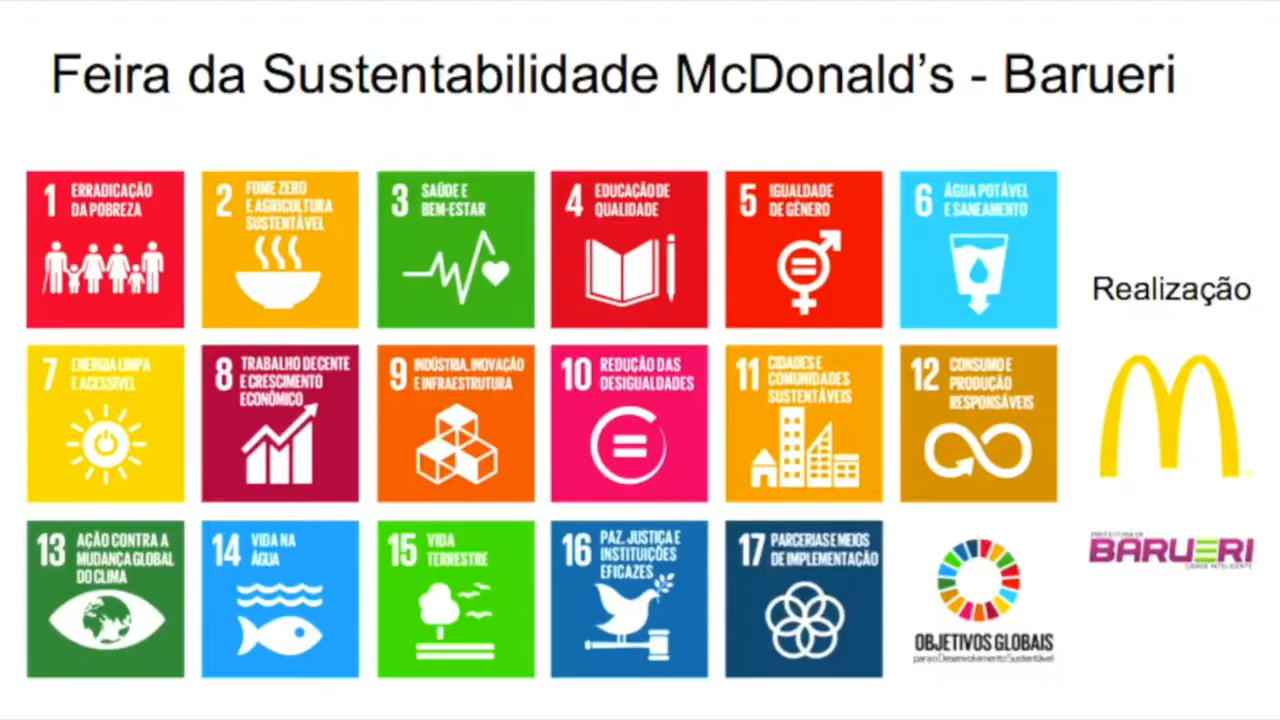 Feira da Sustentabilidade McDonald's - Barueri
1 ERRADICAÇÃO
DA POBREZA
2 FOME ZERO
E AGRICULTURA
SUSTENTÁVEL
3 SAÚDE E
BEM-ESTAR
4 EDUCAÇÃO DE
QUALIDADE
5 IGUALDADE
DE GÊNERO
6 ÁGUA POTÁVEL
E SANEAMENTO
Realização
7 ENERGIA LIMPA
E ACESSÍVEL
8 TRABALHO DECENTE
E CRESCIMENTO
ECONÔMICO
9 INDÚSTRIA, INOVAÇÃO
E INFRAESTRUTURA
10 REDUÇÃO DAS
DESIGUALDADES
11 CIDADES E
COMUNIDADES
SUSTENTÁVEIS
12 CONSUMO E
PRODUÇÃO
RESPONSÁVEIS
13 AÇÃO CONTRA A
MUDANÇA GLOBAL
DO CLIMA
14 VIDA NA
ÁGUA
15 VIDA
TERRESTRE
16 PAZ, JUSTIÇA E
INSTITUIÇÕES
EFICAZES
17 PARCERIAS E MEIOS
DE IMPLEMENTAÇÃO
OBJETIVOS GLOBAIS
para o Desenvolvimento Sustentável
PREFEITURA DE
BARUERI
CIDADE INTELIGENTE